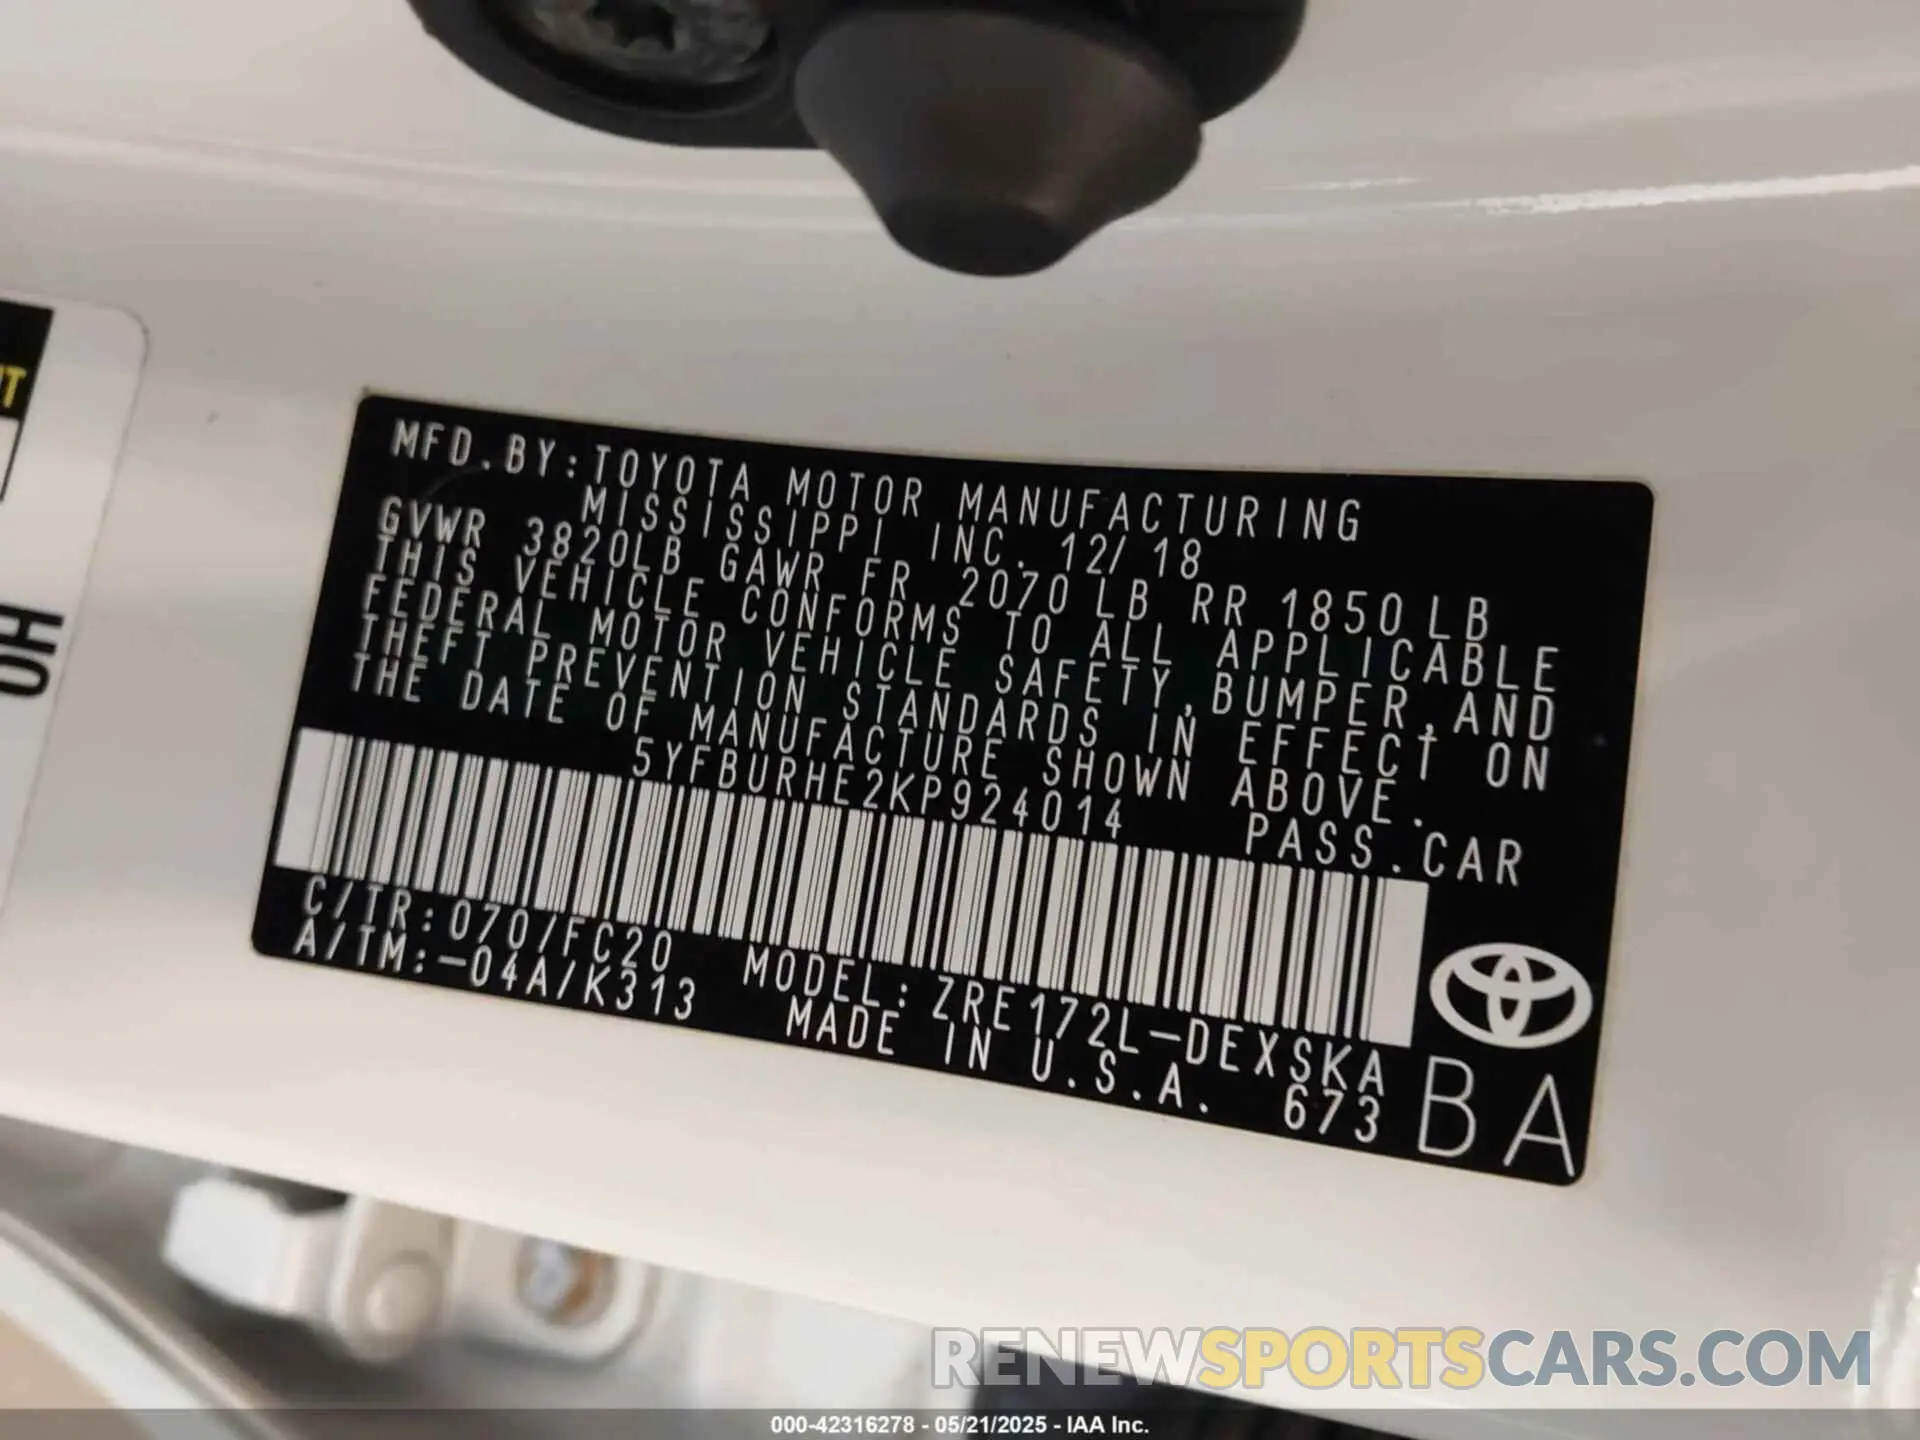 MFD.BY:TOYOTA MOTOR MANUFACTURING
MISSISSIPPI INC. 12/18
GVWR 3820LB GAWR FR 2070LB RR 1850LB
THIS VEHICLE CONFORMS TO ALL APPLICABLE
FEDERAL MOTOR VEHICLE SAFETY,BUMPER,AND
THEFT PREVENTION STANDARDS IN EFFECT ON
THE DATE OF MANUFACTURE SHOWN ABOVE.
5YFBURHE2KP924014 PASS.CAR
C/TR:070/FC20 MODEL:ZRE172L-DEXSKA
A/TM:-04A/K313 MADE IN U.S.A. 673
BA
HO
RENEWSPORTSCARS.COM
000-42316278 - 05/21/2025 - IAA Inc.